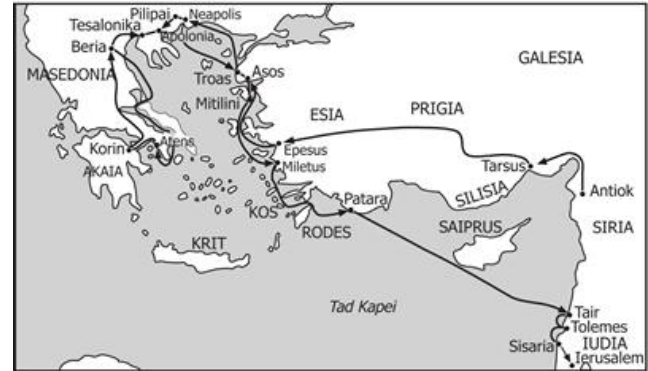 Pilipai
Neapolis
Tesalonika
Apolonia
Beria
GALESIA
MASEDONIA
Troas
Asos
Mitilini
ESIA
PRIGIA
Korin
Atens
Epesus
Tarsus
AKAIA
Miletus
Antiok
Patara
SILISIA
KOS
RODES
SAIPRUS
SIRIA
KRIT
Tad Kapei
Tair
Tolemes
Sisaria
IUDIA
Ierusalem